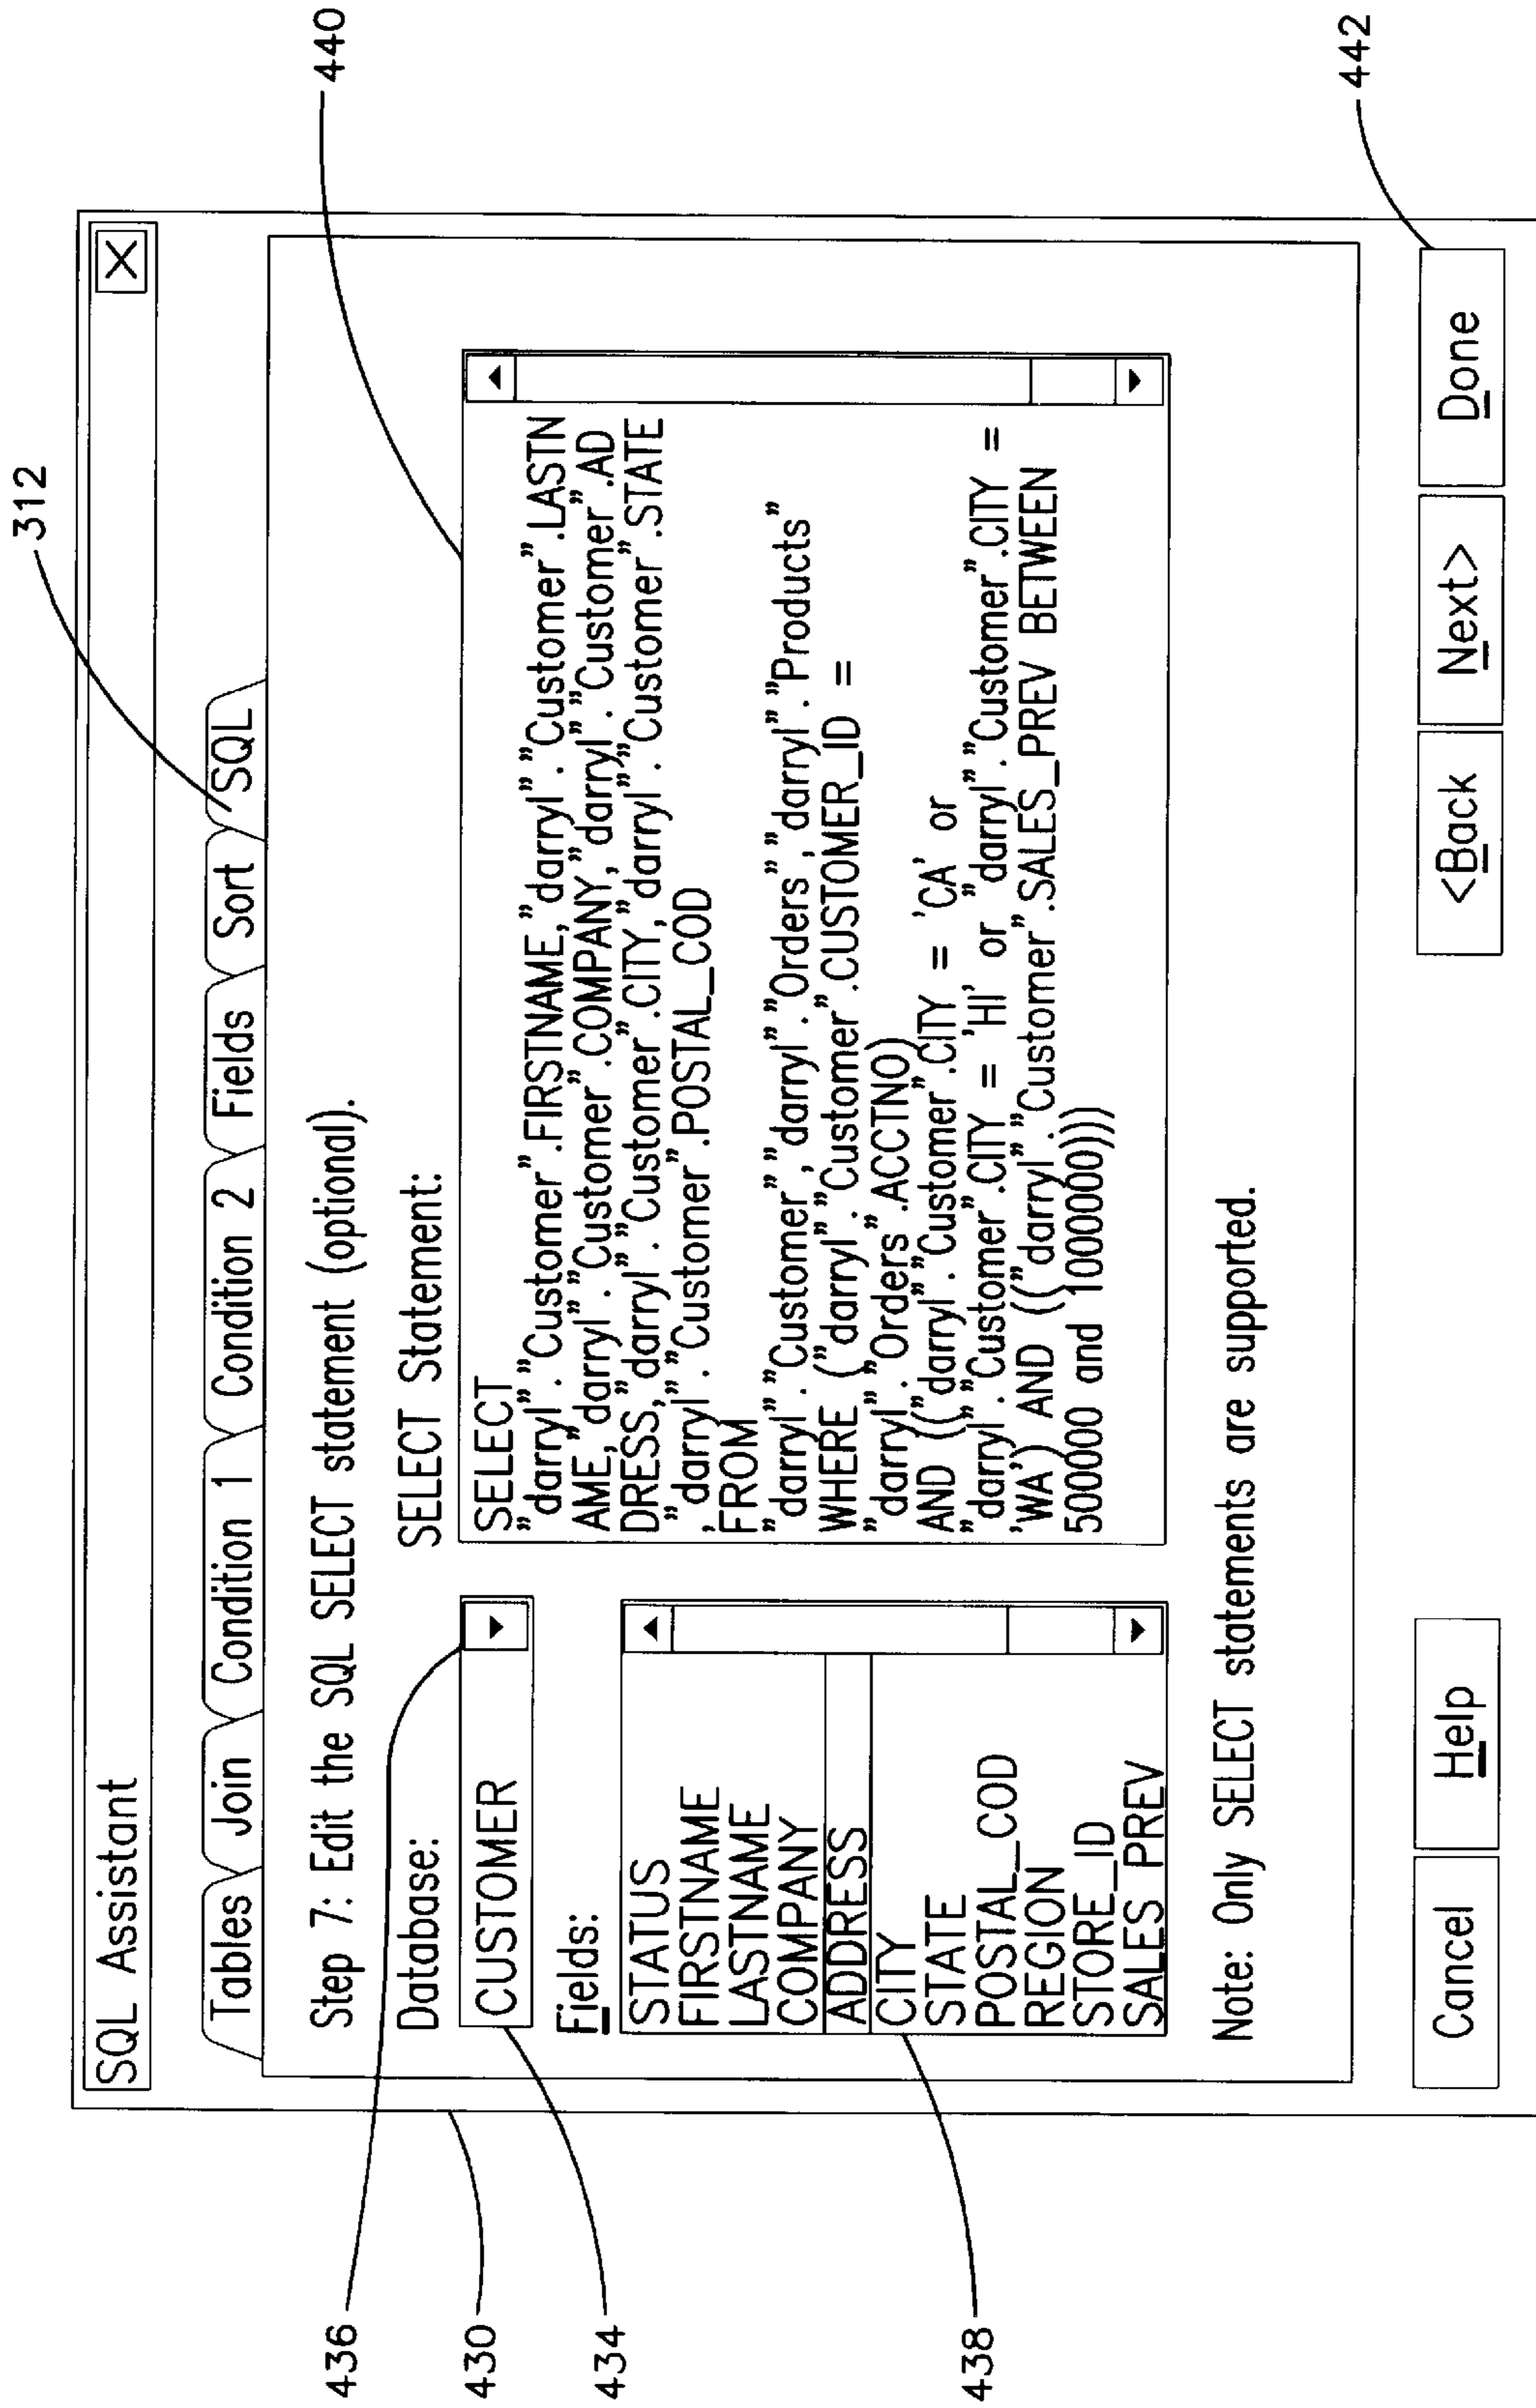 312
440
442
436
430
434
438
SQL Assistant
X
Tables Join Condition 1 Condition 2 Fields Sort SQL
Step 7: Edit the SQL SELECT statement (optional).
Database:
CUSTOMER
Fields:
STATUS
FIRSTNAME
LASTNAME
COMPANY
ADDRESS
CITY
STATE
POSTAL_COD
REGION
STORE_ID
SALES_PREV
SELECT Statement:
SELECT
"darryl"."Customer".FIRSTNAME,"darryl"."Customer".LASTN
AME,"darryl"."Customer".COMPANY,"darryl"."Customer".AD
DRESS,"darryl"."Customer".CITY,"darryl"."Customer".STATE
,"darryl"."Customer".POSTAL_COD
FROM
"darryl"."Customer","darryl"."Orders","darryl"."Products"
WHERE ("darryl"."Customer".CUSTOMER_ID =
"darryl"."Orders".ACCTNO)
AND (("darryl"."Customer".CITY = 'CA' or
"darryl"."Customer".CITY = 'HI' or "darryl"."Customer".CITY =
'WA') AND (("darryl"."Customer".SALES_PREV BETWEEN
500000 and 1000000)))
Note: Only SELECT statements are supported.
Cancel Help <Back Next> Done